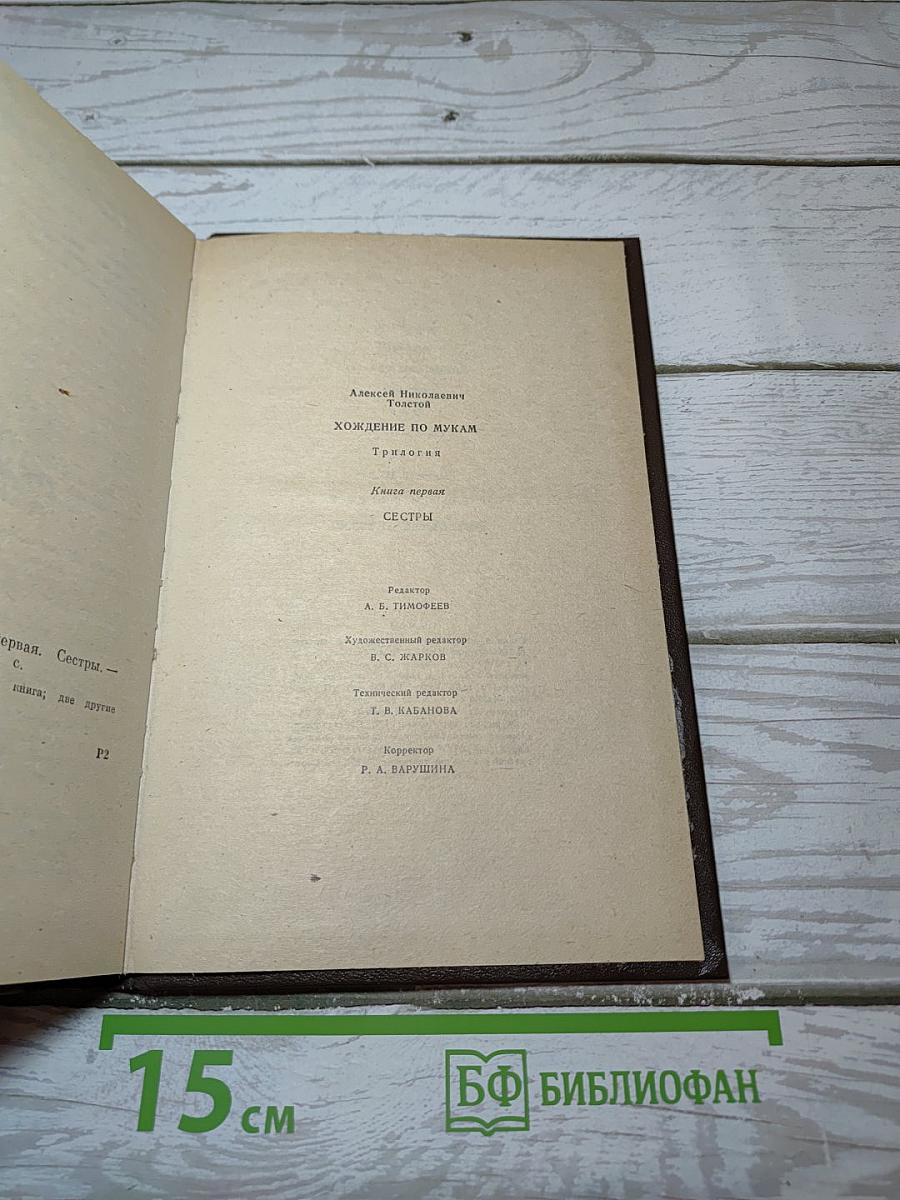 ервая. Сестры.—
с.
книга; две другие
Р2
Алексей Николаевич
Толстой
ХОЖДЕНИЕ ПО МУКАМ
Трилогия
Книга первая
СЕСТРЫ
Редактор
А. Б. ТИМОФЕЕВ
Художественный редактор
В. С. ЖАРКОВ
Технический редактор
Т. В. КАБАНОВА
Корректор
Р. А. ВАРУШИНА
15 см
БФ БИБЛИОФАН